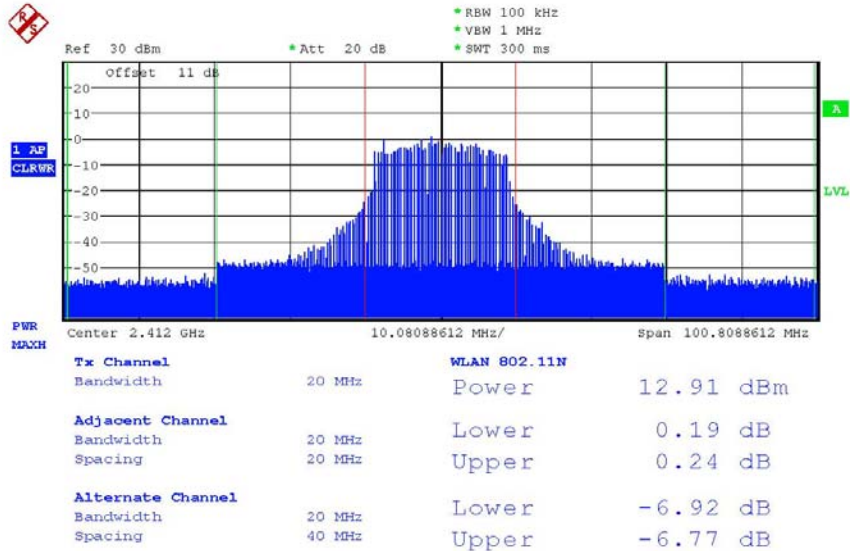 R S
* RBW 100 kHz
* VBW 1 MHz
Ref 30 dBm * Att 20 dB * SWT 300 ms
Offset 11 dB
20
10
A
0
1 AP
CLRWR
-10
-20
LVL
-30
-40
-50
PWR
MAXH
Center 2.412 GHz 10.08088612 MHz/ Span 100.8088612 MHz
Tx Channel WLAN 802.11N
Bandwidth 20 MHz Power 12.91 dBm
Adjacent Channel
Bandwidth 20 MHz Lower 0.19 dB
Spacing 20 MHz Upper 0.24 dB
Alternate Channel
Bandwidth 20 MHz Lower -6.92 dB
Spacing 40 MHz Upper -6.77 dB